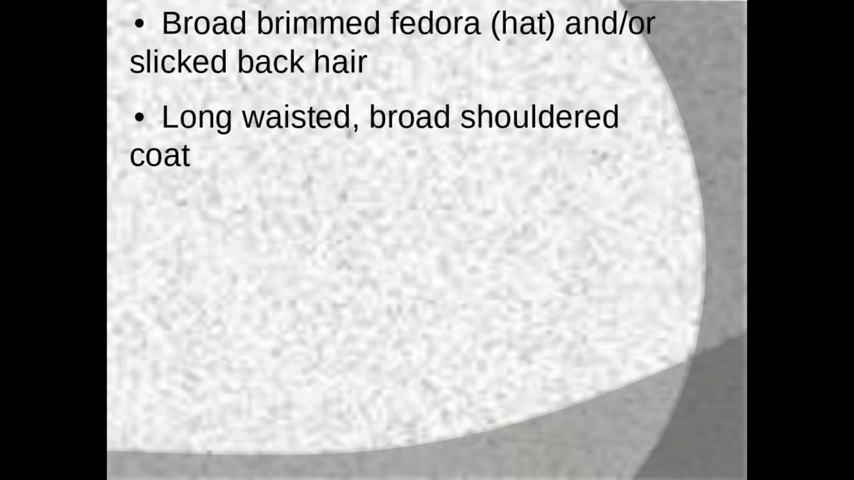 • Broad brimmed fedora (hat) and/or
slicked back hair
• Long waisted, broad shouldered
coat